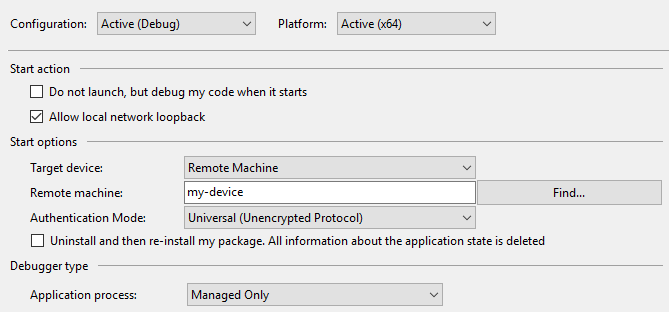 Configuration: Active (Debug) Platform: Active (x64)
Start action
Do not launch, but debug my code when it starts
Allow local network loopback
Start options
Target device: Remote Machine
Remote machine: my-device Find...
Authentication Mode: Universal (Unencrypted Protocol)
Uninstall and then re-install my package. All information about the application state is deleted
Debugger type
Application process: Managed Only